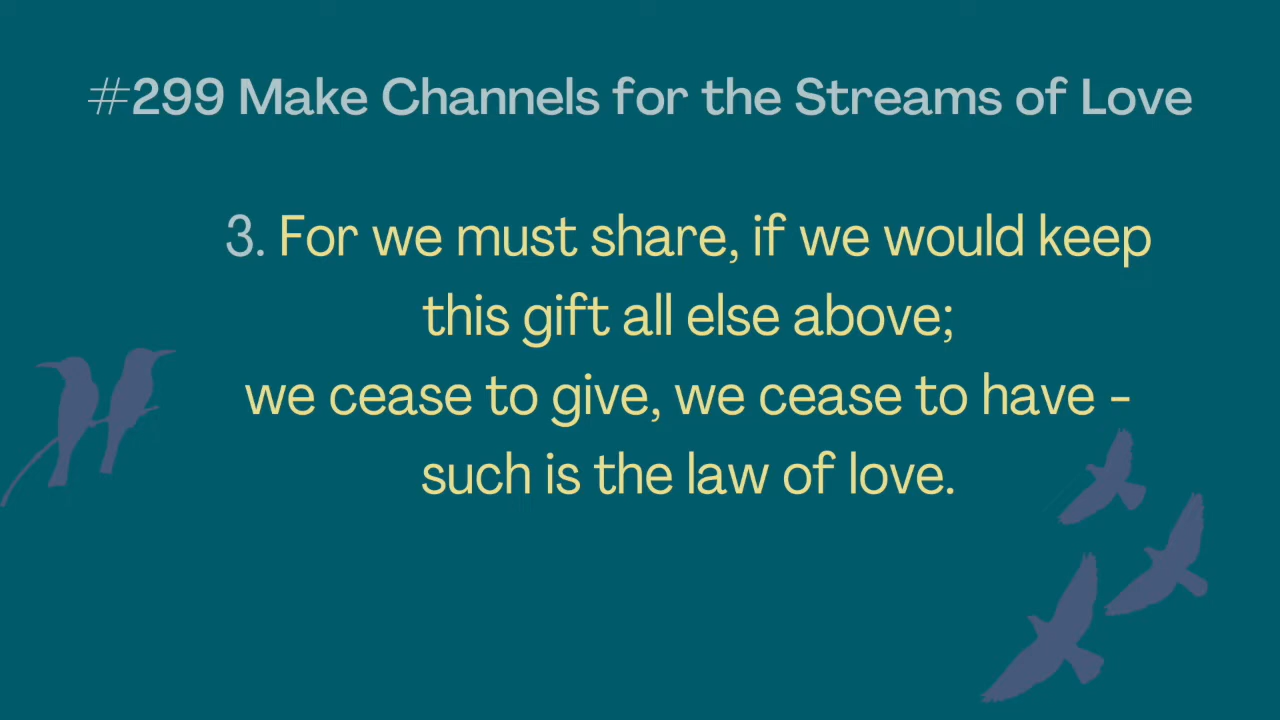 #299 Make Channels for the Streams of Love
3. For we must share, if we would keep
this gift all else above;
we cease to give, we cease to have -
such is the law of love.